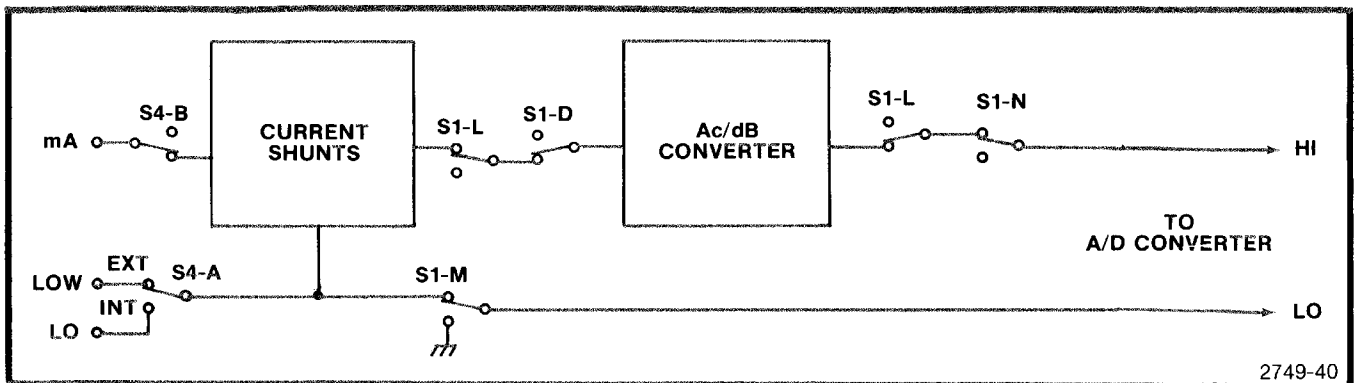 S4-B
mA
CURRENT
SHUNTS
S1-L
S1-D
Ac/dB
CONVERTER
S1-L
S1-N
HI
TO
A/D CONVERTER
LOW
EXT
S4-A
INT
LO
S1-M
LO
2749-40